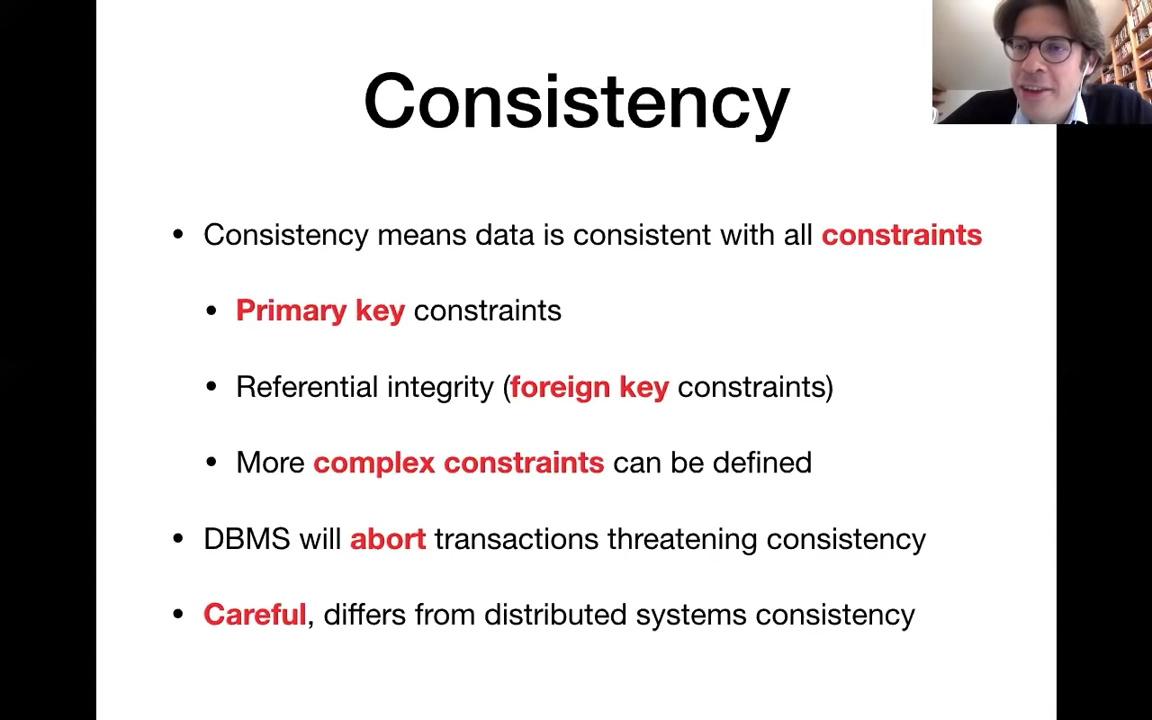 Consistency
• Consistency means data is consistent with all constraints
• Primary key constraints
• Referential integrity (foreign key constraints)
• More complex constraints can be defined
• DBMS will abort transactions threatening consistency
• Careful, differs from distributed systems consistency